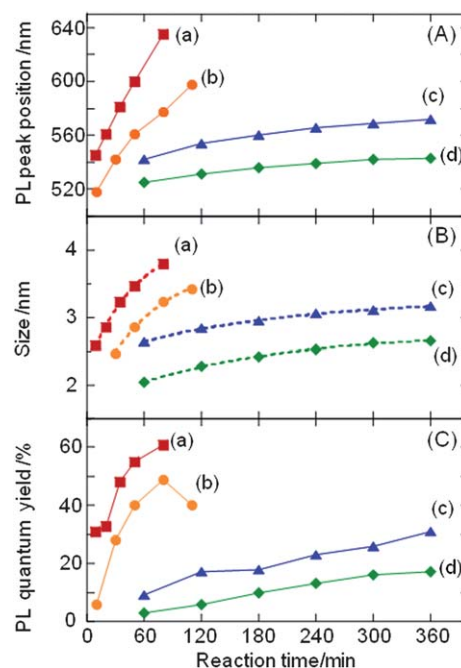 640
600
560
520
PL peak position /nm
(a)
(b)
(c)
(d)
(A)
4
3
2
Size /nm
(a)
(b)
(c)
(d)
(B)
60
40
20
0
PL quantum yield /%
(a)
(b)
(c)
(d)
(C)
0 60 120 180 240 300 360
Reaction time/min